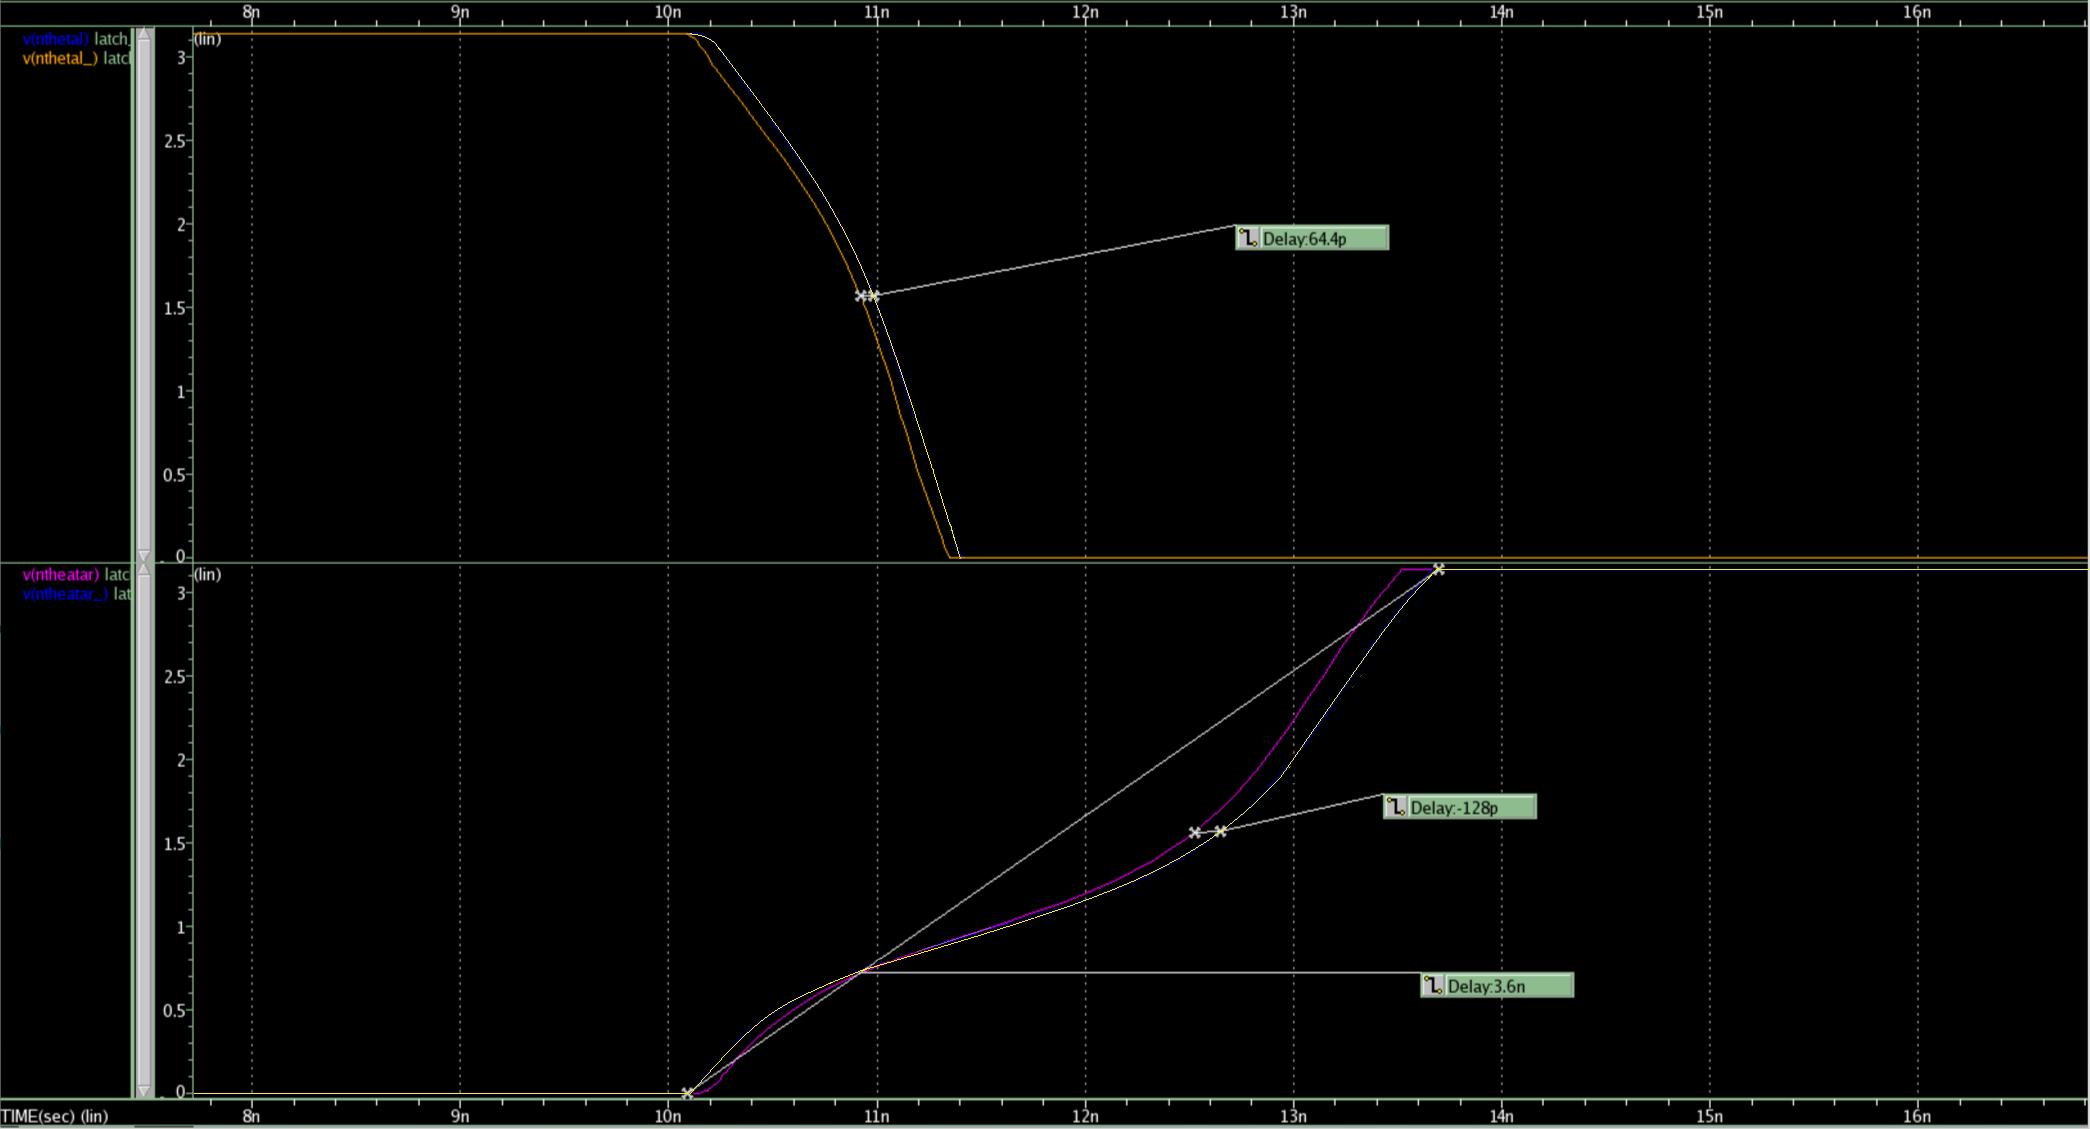 8n 9n 10n 11n 12n 13n 14n 15n 16n
v(nthetal) latch_
(lin)
v(nthetal_) latcl
3
2.5
2
Delay:64.4p
1.5
1
0.5
0
v(ntheatar) latc
(lin)
v(ntheatar_) lat
3
2.5
2
Delay:-128p
1.5
1
Delay:3.6n
0.5
0
TIME(sec) (lin) 8n 9n 10n 11n 12n 13n 14n 15n 16n